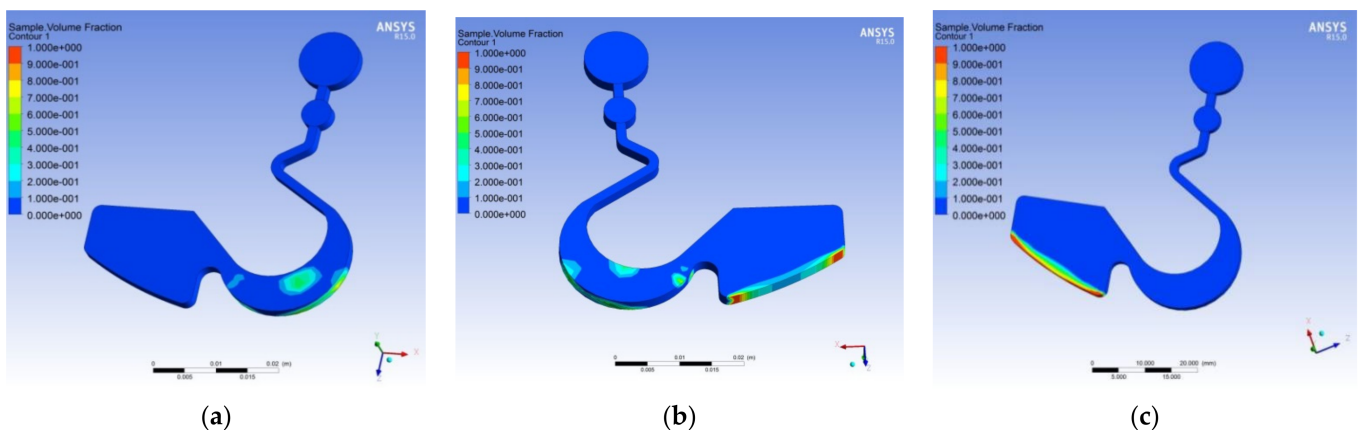 Sample.Volume Fraction
Contour 1
1.000e+000
9.000e-001
8.000e-001
7.000e-001
6.000e-001
5.000e-001
4.000e-001
3.000e-001
2.000e-001
1.000e-001
0.000e+000
ANSYS
R15.0
0 0.01 0.02 (m)
0.005 0.015
Y
X
Z
(a)
Sample.Volume Fraction
Contour 1
1.000e+000
9.000e-001
8.000e-001
7.000e-001
6.000e-001
5.000e-001
4.000e-001
3.000e-001
2.000e-001
1.000e-001
0.000e+000
ANSYS
R15.0
0 0.01 0.02 (m)
0.005 0.015
X
Z
(b)
Sample.Volume Fraction
Contour 1
1.000e+000
9.000e-001
8.000e-001
7.000e-001
6.000e-001
5.000e-001
4.000e-001
3.000e-001
2.000e-001
1.000e-001
0.000e+000
ANSYS
R15.0
0 10.000 20.000 (mm)
5.000 15.000
X
Z
(c)